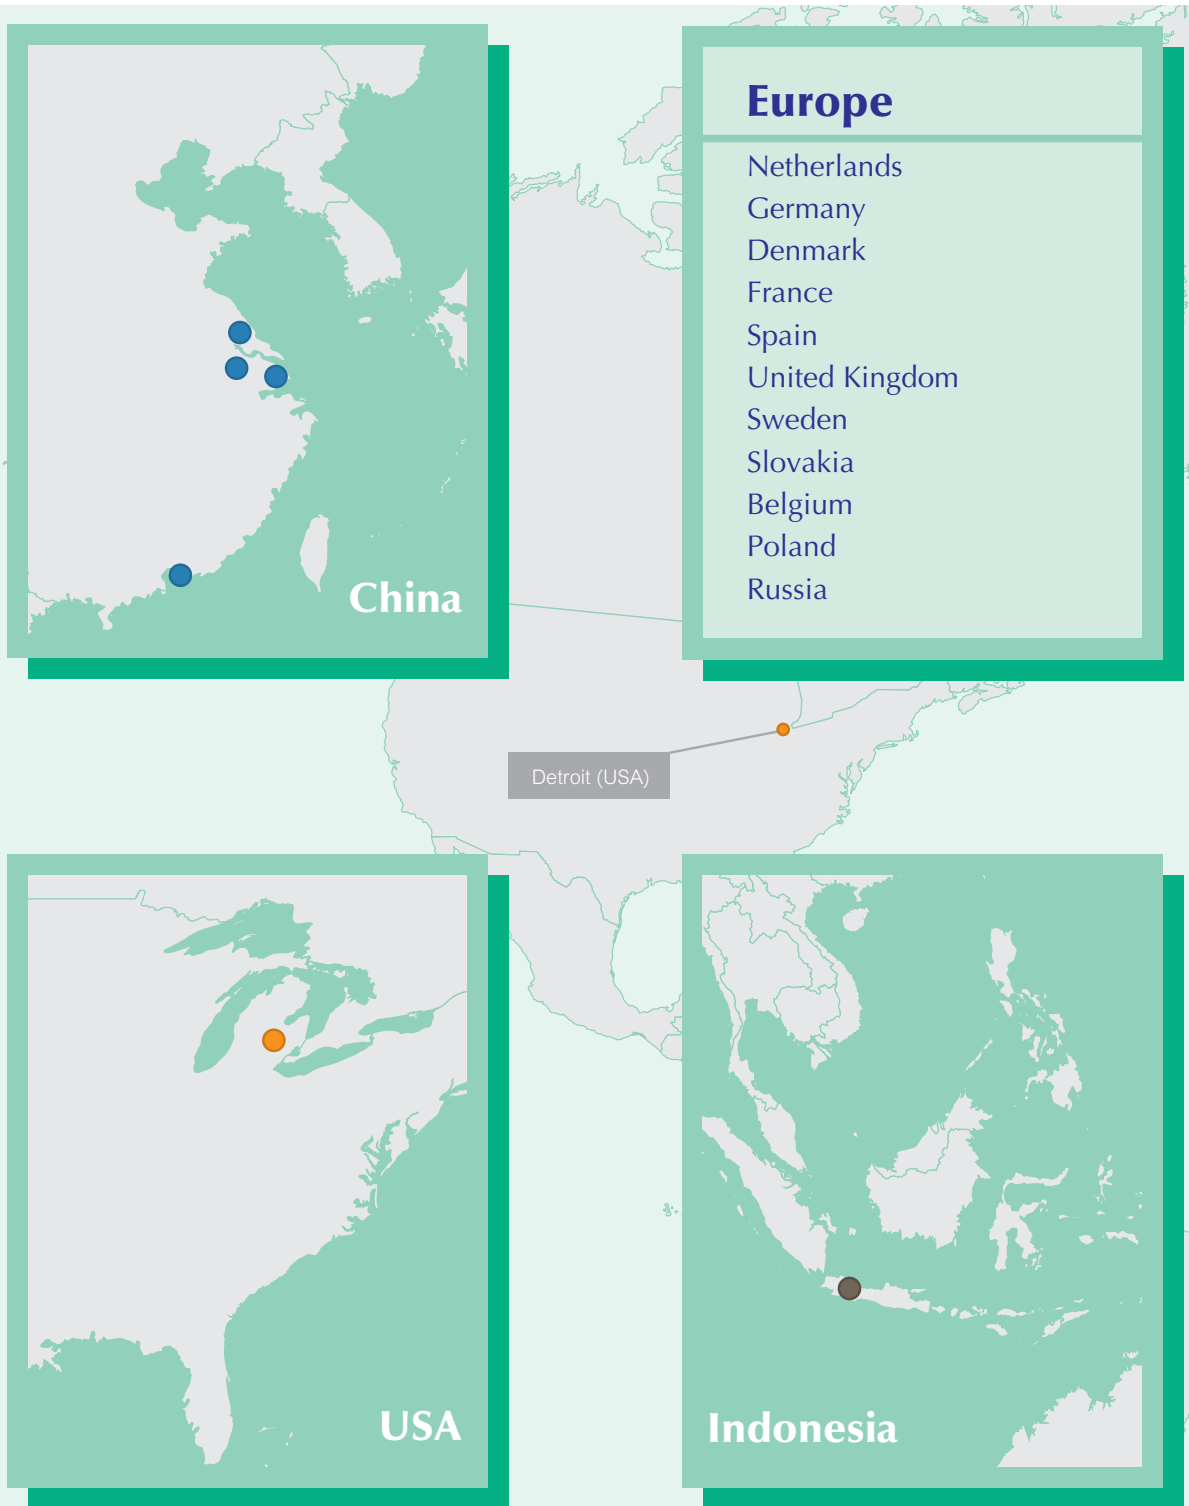 China
Europe
Netherlands
Germany
Denmark
France
Spain
United Kingdom
Sweden
Slovakia
Belgium
Poland
Russia
Detroit (USA)
USA
Indonesia